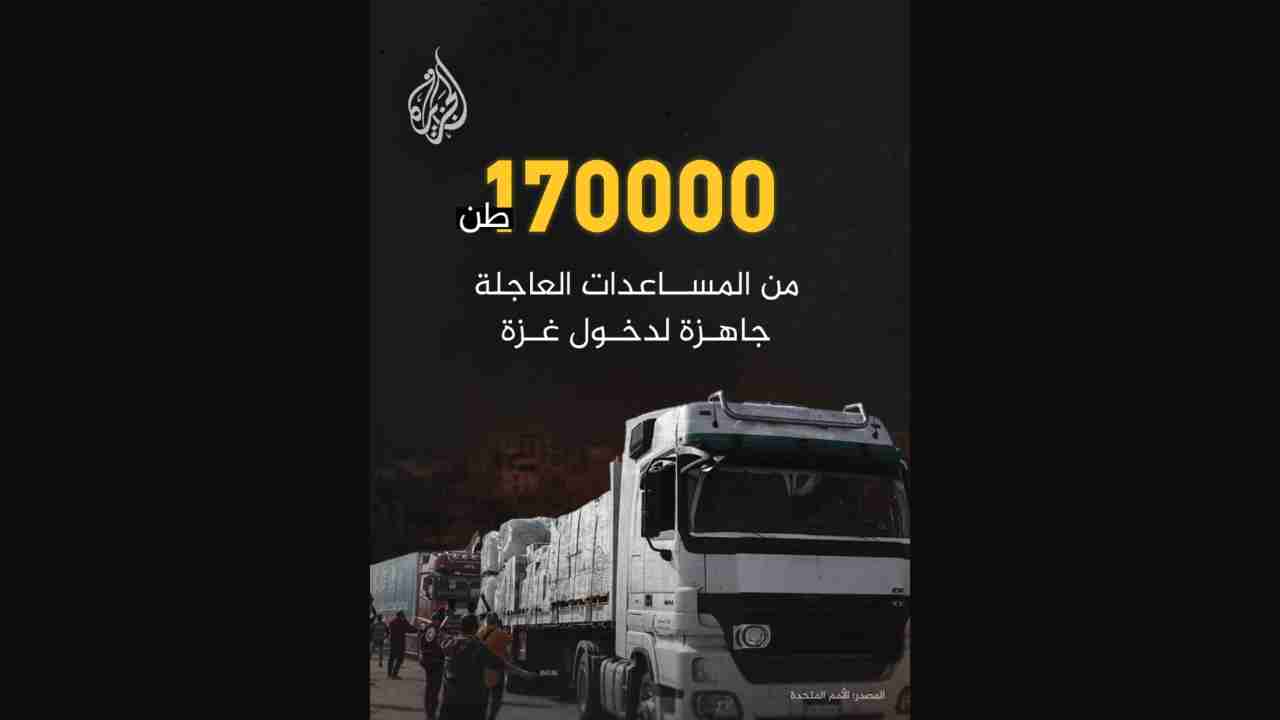 الجزيرة
170000
طن
من المساعدات العاجلة
جاهزة لدخول غزة
المصدر: الأمم المتحدة